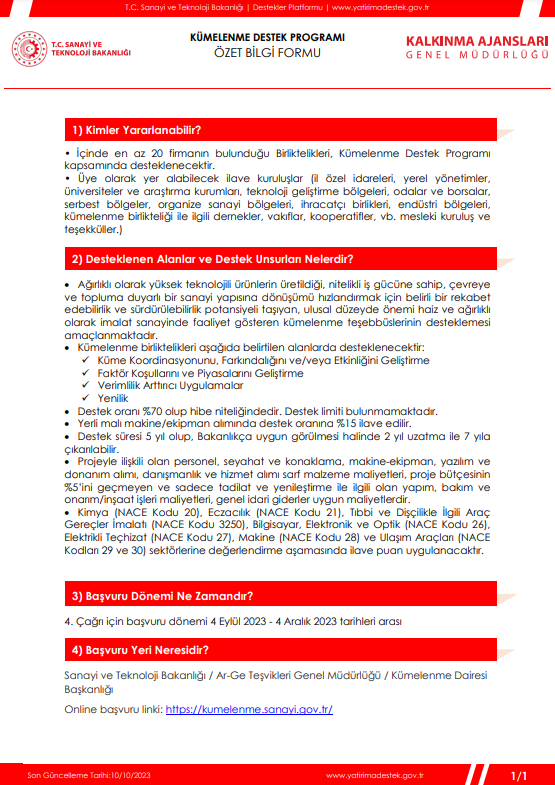 T.C. Sanayi ve Teknoloji Bakanlığı | Destekler Platformu | www.yatirimadestek.gov.tr
T.C. SANAYİ VE
TEKNOLOJİ BAKANLIĞI
KÜMELENME DESTEK PROGRAMI
ÖZET BİLGİ FORMU
KALKINMA AJANSLARI
GENEL MÜDÜRLÜĞÜ
1) Kimler Yararlanabilir?
• İçinde en az 20 firmanın bulunduğu Birliktelikleri, Kümelenme Destek Programı
kapsamında desteklenecektir.
• Üye olarak yer alabilecek ilave kuruluşlar (il özel idareleri, yerel yönetimler,
üniversiteler ve araştırma kurumları, teknoloji geliştirme bölgeleri, odalar ve borsalar,
serbest bölgeler, organize sanayi bölgeleri, ihracatçı birlikleri, endüstri bölgeleri,
kümelenme birlikteliği ile ilgili dernekler, vakıflar, kooperatifler, vb. mesleki kuruluş ve
teşekküller.)
2) Desteklenen Alanlar ve Destek Unsurları Nelerdir?
• Ağırlıklı olarak yüksek teknolojili ürünlerin üretildiği, nitelikli iş gücüne sahip, çevreye
ve topluma duyarlı bir sanayi yapısına dönüşümü hızlandırmak için belirli bir rekabet
edebilirlik ve sürdürülebilirlik potansiyeli taşıyan, ulusal düzeyde önemi haiz ve ağırlıklı
olarak imalat sanayinde faaliyet gösteren kümelenme teşebbüslerinin desteklemesi
amaçlanmaktadır.
• Kümelenme birliktelikleri aşağıda belirtilen alanlarda desteklenecektir:
✓ Küme Koordinasyonunu, Farkındalığını ve/veya Etkinliğini Geliştirme
✓ Faktör Koşullarını ve Piyasalarını Geliştirme
✓ Verimlilik Arttırıcı Uygulamalar
✓ Yenilik
• Destek oranı %70 olup hibe niteliğindedir. Destek limiti bulunmamaktadır.
• Yerli malı makine/ekipman alımında destek oranına %15 ilave edilir.
• Destek süresi 5 yıl olup, Bakanlıkça uygun görülmesi halinde 2 yıl uzatma ile 7 yıla
çıkarılabilir.
• Projeyle ilişkili olan personel, seyahat ve konaklama, makine-ekipman, yazılım ve
donanım alımı, danışmanlık ve hizmet alımı sarf malzeme maliyetleri, proje bütçesinin
%5'ini geçmeyen ve sadece tadilat ve yenileştirme ile ilgili olan yapım, bakım ve
onarım/inşaat işleri maliyetleri, genel idari giderler uygun maliyetlerdir.
• Kimya (NACE Kodu 20), Eczacılık (NACE Kodu 21), Tıbbi ve Dişçilikle İlgili Araç
Gereçler İmalatı (NACE Kodu 3250), Bilgisayar, Elektronik ve Optik (NACE Kodu 26),
Elektrikli Teçhizat (NACE Kodu 27), Makine (NACE Kodu 28) ve Ulaşım Araçları (NACE
Kodları 29 ve 30) sektörlerine değerlendirme aşamasında ilave puan uygulanacaktır.
3) Başvuru Dönemi Ne Zamandır?
4. Çağrı için başvuru dönemi 4 Eylül 2023 - 4 Aralık 2023 tarihleri arası
4) Başvuru Yeri Neresidir?
Sanayi ve Teknoloji Bakanlığı / Ar-Ge Teşvikleri Genel Müdürlüğü / Kümelenme Dairesi
Başkanlığı
Online başvuru linki: https://kumelenme.sanayi.gov.tr/
Son Güncelleme Tarihi:10/10/2023
www.yatirimadestek.gov.tr
1/1